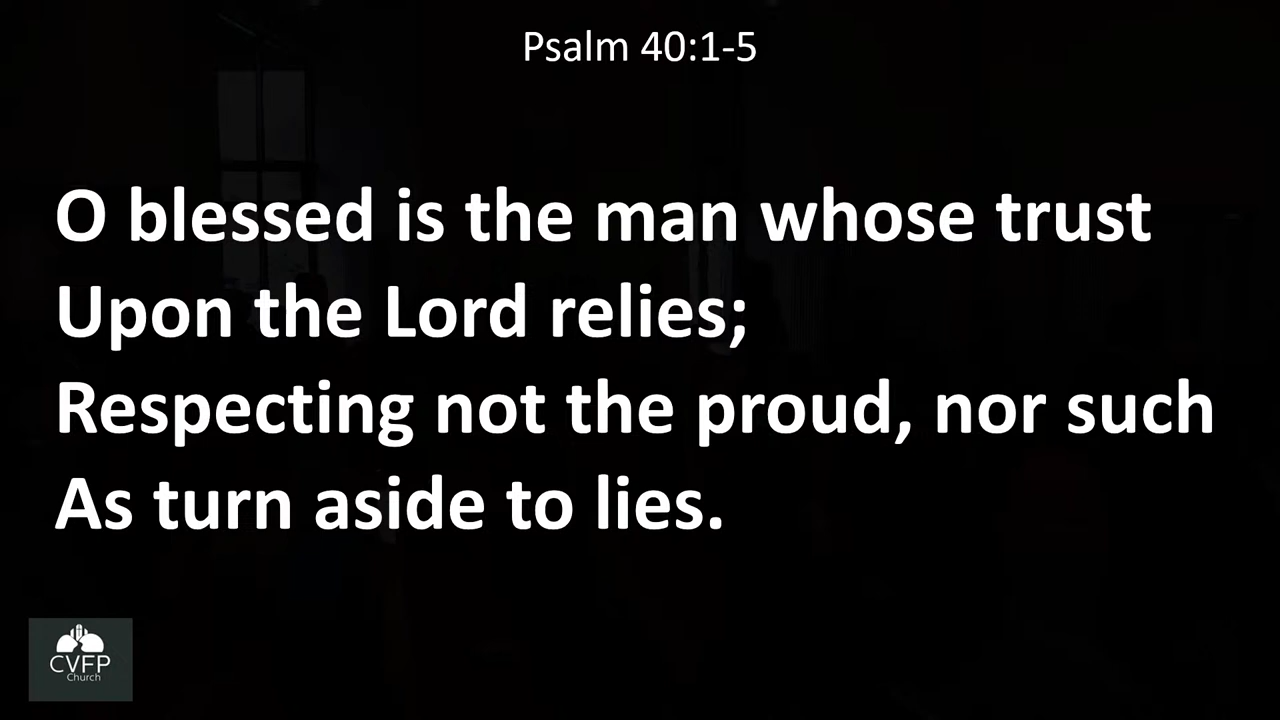 Psalm 40:1-5
O blessed is the man whose trust
Upon the Lord relies;
Respecting not the proud, nor such
As turn aside to lies.
CVFP
Church